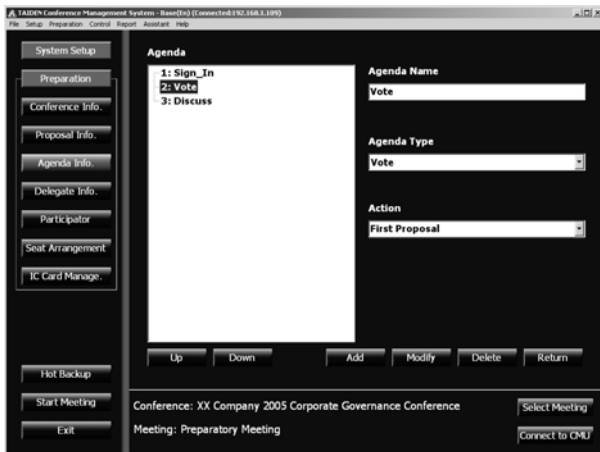 TAIDEN Conference Management System - Base(En) (Connected:192.168.1.109)
File Setup Preparation Control Report Assistant Help
System Setup
Preparation
Conference Info.
Proposal Info.
Agenda Info.
Delegate Info.
Participator
Seat Arrangement
IC Card Manage.
Hot Backup
Start Meeting
Exit
Agenda
1: Sign_In
2: Vote
3: Discuss
Agenda Name
Vote
Agenda Type
Vote
Action
First Proposal
Up Down Add Modify Delete Return
Conference: XX Company 2005 Corporate Governance Conference
Select Meeting
Meeting: Preparatory Meeting
Connect to CMU